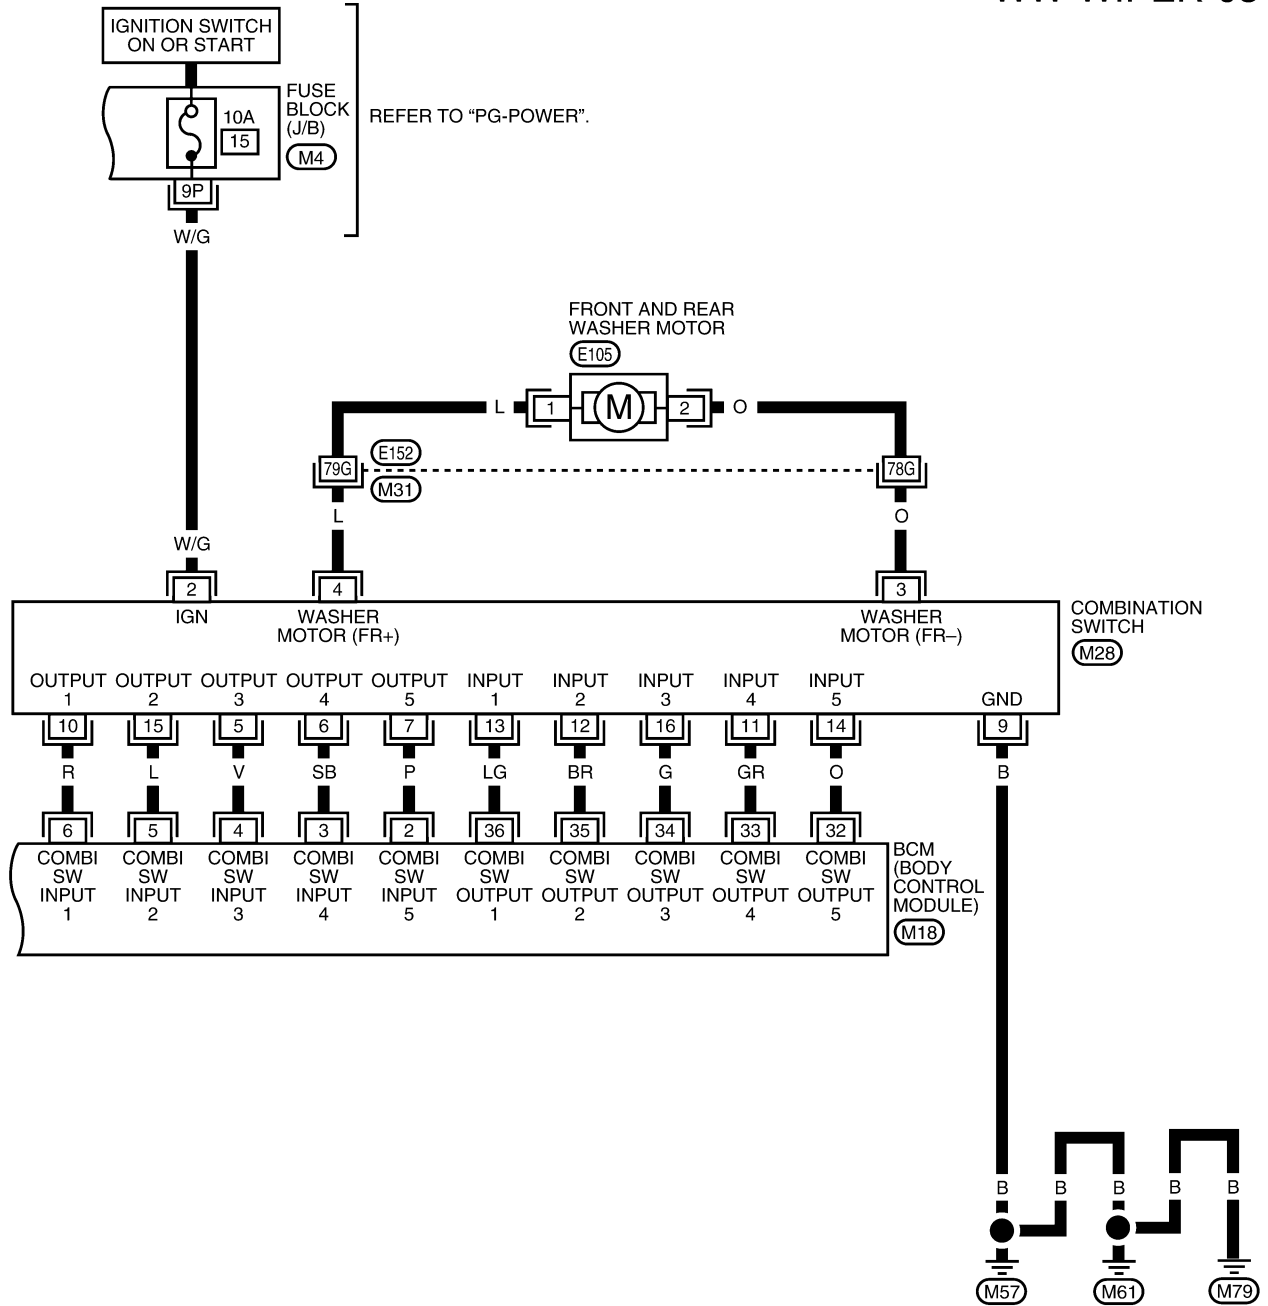 IGNITION SWITCH
ON OR START
FUSE
BLOCK
(J/B)
M4
10A
15
REFER TO “PG-POWER”.
9P
W/G
FRONT AND REAR
WASHER MOTOR
E105
L
1
M
2
O
79G
E152
M31
78G
L
O
W/G
2
4
3
IGN
WASHER
MOTOR (FR+)
WASHER
MOTOR (FR–)
COMBINATION
SWITCH
M28
OUTPUT
1
OUTPUT
2
OUTPUT
3
OUTPUT
4
OUTPUT
5
INPUT
1
INPUT
2
INPUT
3
INPUT
4
INPUT
5
GND
10
15
5
6
7
13
12
16
11
14
9
R
L
V
SB
P
LG
BR
G
GR
O
B
6
5
4
3
2
36
35
34
33
32
COMBI
SW
INPUT
1
COMBI
SW
INPUT
2
COMBI
SW
INPUT
3
COMBI
SW
INPUT
4
COMBI
SW
INPUT
5
COMBI
SW
OUTPUT
1
COMBI
SW
OUTPUT
2
COMBI
SW
OUTPUT
3
COMBI
SW
OUTPUT
4
COMBI
SW
OUTPUT
5
BCM
(BODY
CONTROL
MODULE)
M18
B
B
B
B
B
M57
M61
M79